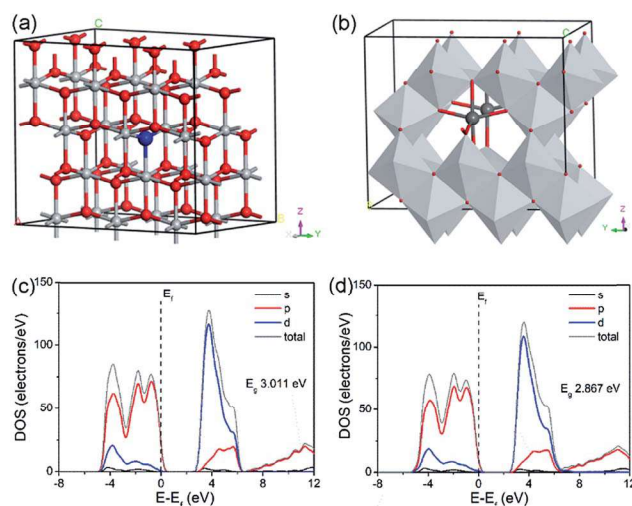 (a)
C
A
B
Z
X
Y
(b)
C
Z
Y
(c)
150
100
50
0
DOS (electrons/eV)
E_f
s
p
d
total
E_g 3.011 eV
-8
-4
0
4
8
12
E-E_f (eV)
(d)
150
100
50
0
DOS (electrons/eV)
E_f
s
p
d
total
E_g 2.867 eV
-8
-4
0
4
8
12
E-E_f (eV)